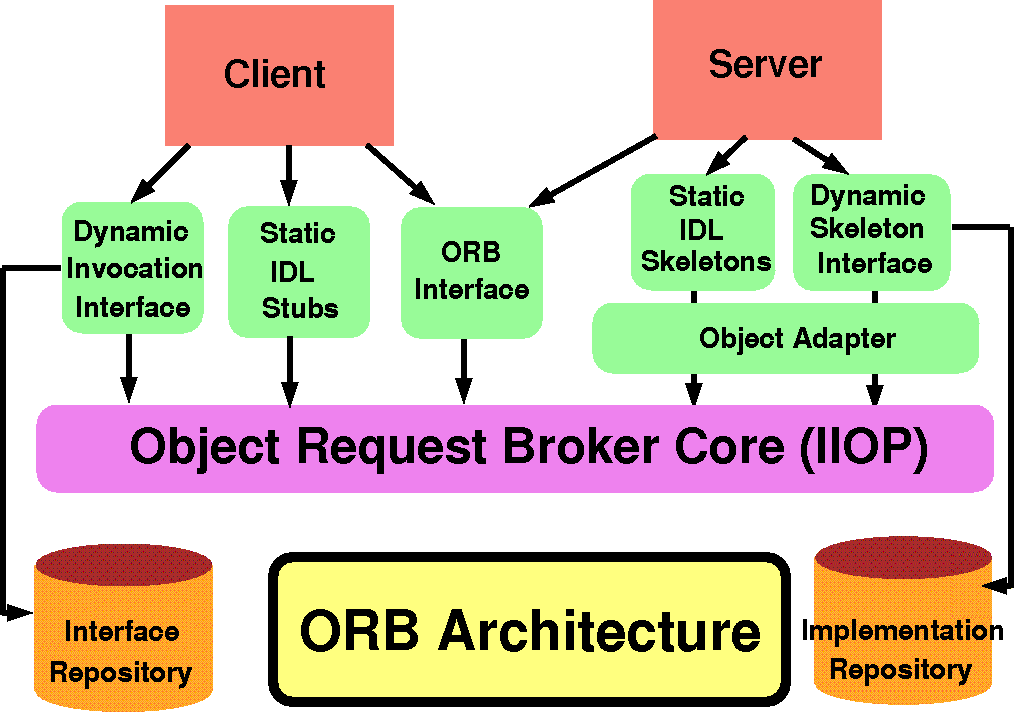 Client
Server
Dynamic
Invocation
Interface
Static
IDL
Stubs
ORB
Interface
Static
IDL
Skeletons
Dynamic
Skeleton
Interface
Object Adapter
Object Request Broker Core (IIOP)
Interface
Repository
ORB Architecture
Implementation
Repository